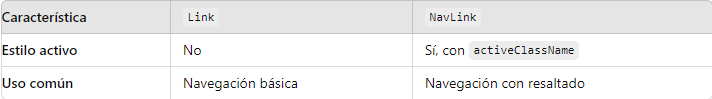 Característica Link NavLink
Estilo activo No Sí, con activeClassName
Uso común Navegación básica Navegación con resaltado